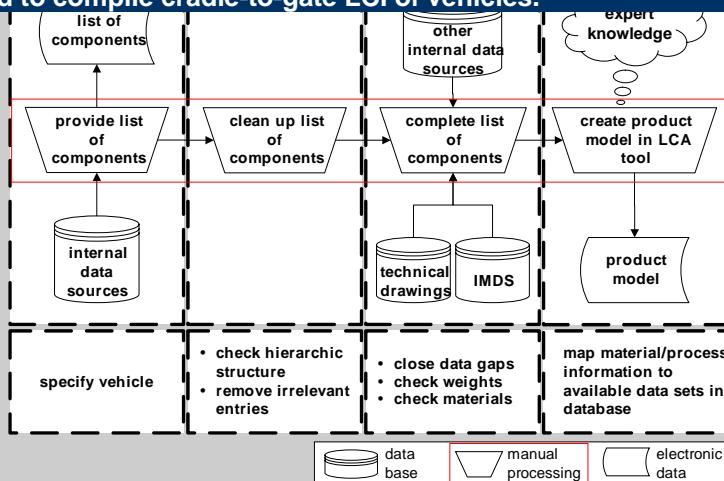 d to compile cradle-to-gate LCI of vehicles.
list of
components
other
internal data
sources
expert
knowledge
provide list
of
components
clean up list
of
components
complete list
of
components
create product
model in LCA
tool
internal
data
sources
technical
drawings
IMDS
product
model
specify vehicle
• check hierarchic
structure
• remove irrelevant
entries
• close data gaps
• check weights
• check materials
map material/process
information to
available data sets in
database
data
base
manual
processing
electronic
data